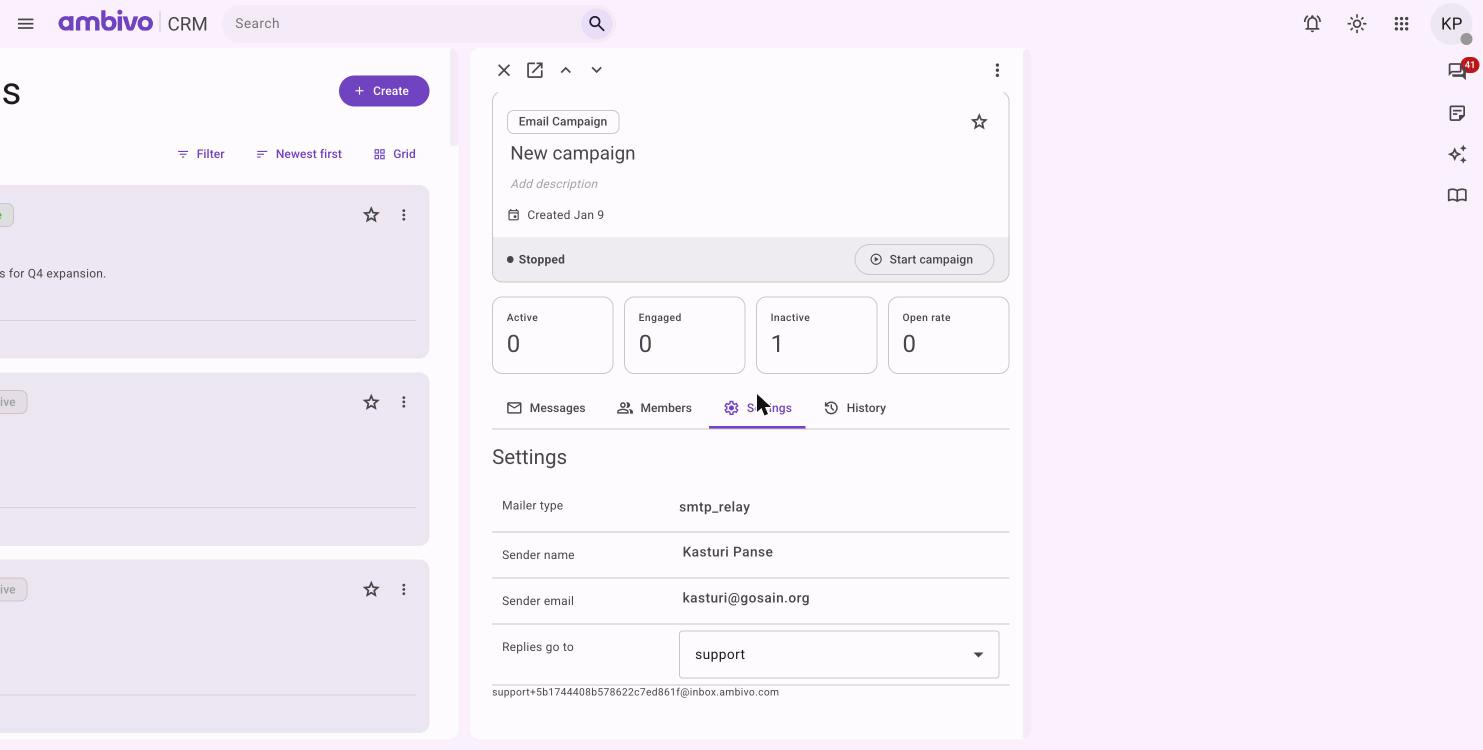 ambivo CRM
Search
KP
41
s
Create
Filter
Newest first
Grid
s for Q4 expansion.
ive
ive
Email Campaign
New campaign
Add description
Created Jan 9
Stopped
Start campaign
Active
0
Engaged
0
Inactive
1
Open rate
0
Messages
Members
History
Settings
Mailer type
smtp_relay
Sender name
Kasturi Panse
Sender email
kasturi@gosain.org
Replies go to
support
support+5b1744408b578622c7ed861f@inbox.ambivo.com